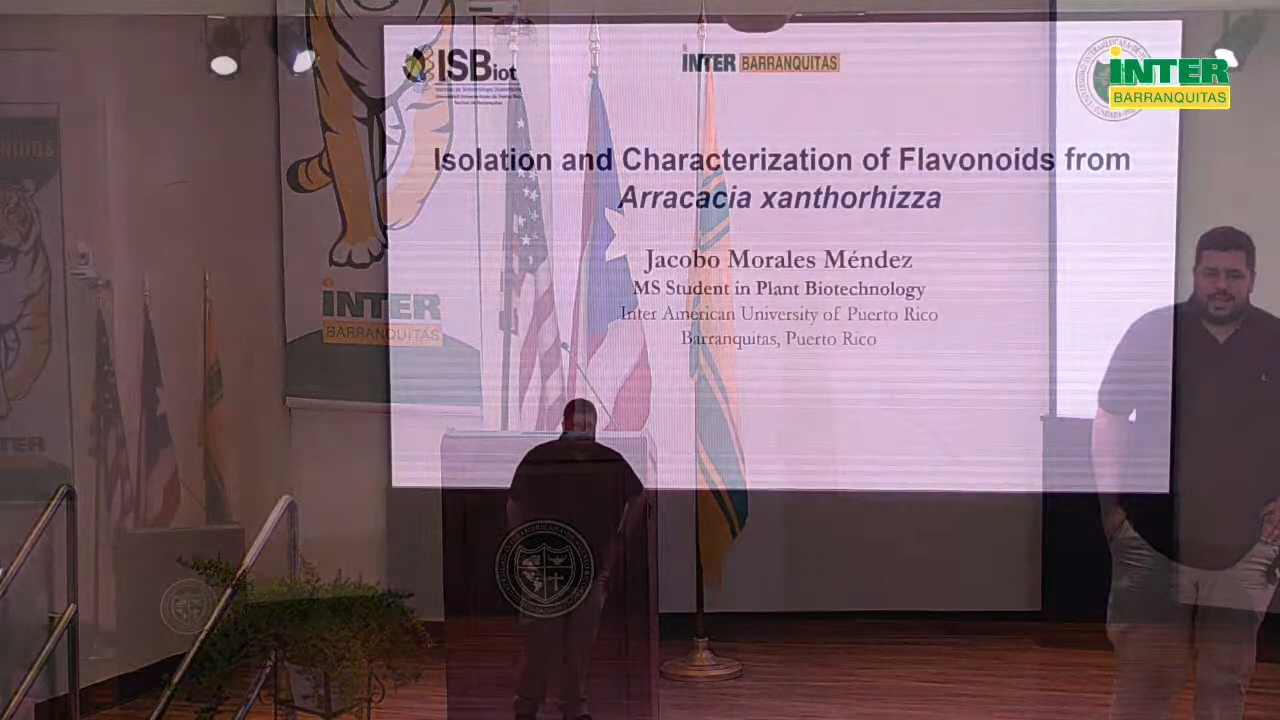 ISBiot
INTER BARRANQUITAS
INTER
BARRANQUITAS
Isolation and Characterization of Flavonoids from
Arracacia xanthorhizza
Jacobo Morales Méndez
MS Student in Plant Biotechnology
Inter American University of Puerto Rico
Barranquitas, Puerto Rico
INTER
BARRANQUITAS